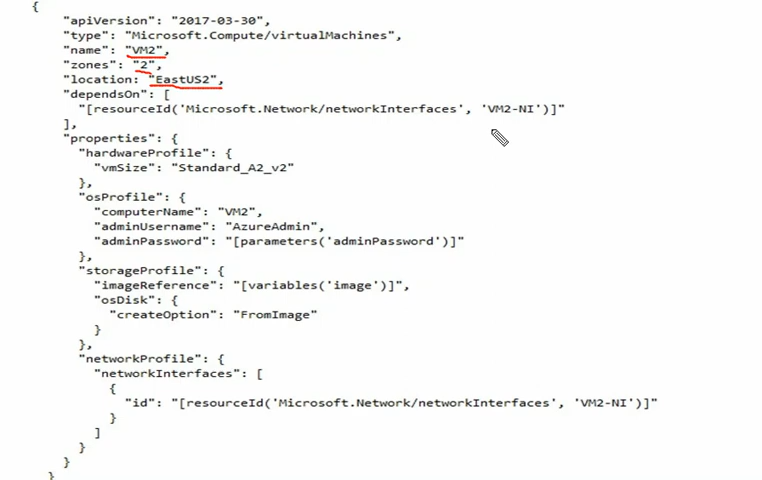 {
"apiVersion": "2017-03-30",
"type": "Microsoft.Compute/virtualMachines",
"name": "VM2",
"zones": "2",
"location: "EastUS2",
"dependsOn": [
"[resourceId('Microsoft.Network/networkInterfaces', 'VM2-NI')]"
],
"properties": {
"hardwareProfile": {
"vmSize": "Standard_A2_v2"
},
"osProfile": {
"computerName": "VM2",
"adminUsername": "AzureAdmin",
"adminPassword": "[parameters('adminPassword')]"
},
"storageProfile": {
"imageReference": "[variables('image')]",
"osDisk": {
"createOption": "FromImage"
}
},
"networkProfile": {
"networkInterfaces": [
{
"id": "[resourceId('Microsoft.Network/networkInterfaces', 'VM2-NI')]"
}
]
}
}
}